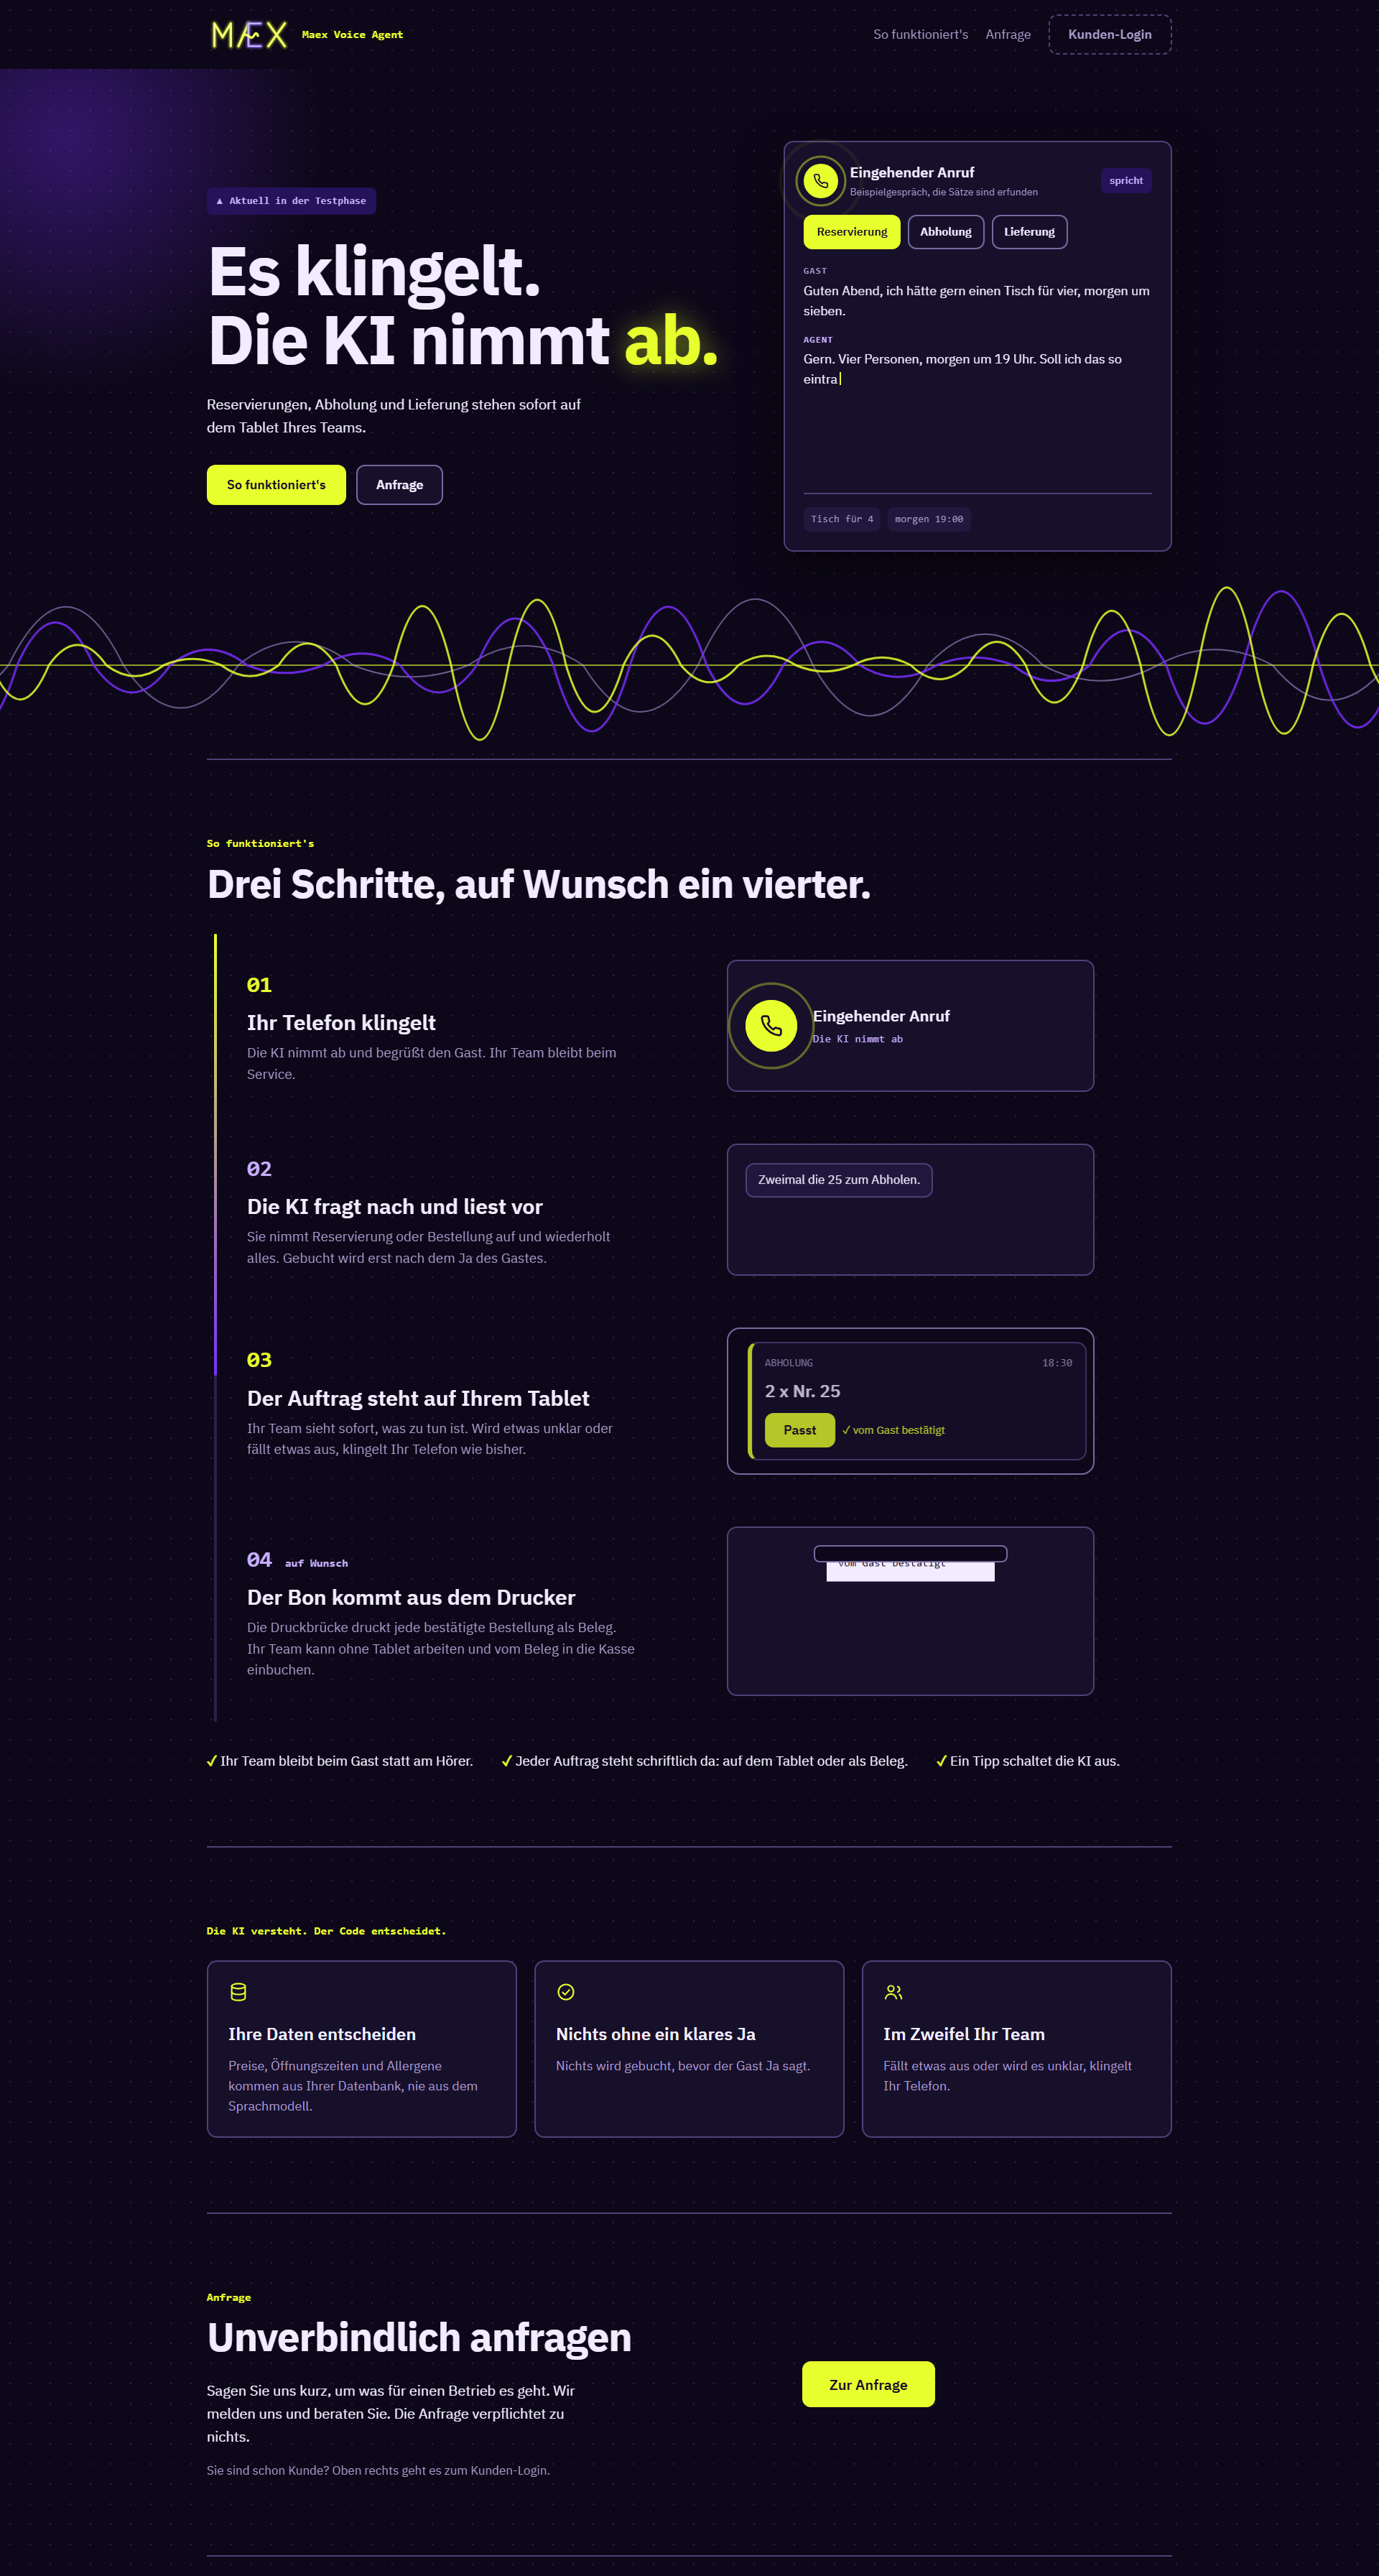 MÆX
Maex Voice Agent
So funktioniert's
Anfrage
Kunden-Login
▲ Aktuell in der Testphase
Es klingelt.
Die KI nimmt ab.
Reservierungen, Abholung und Lieferung stehen sofort auf
dem Tablet Ihres Teams.
So funktioniert's
Anfrage
Eingehender Anruf
Beispielgespräch, die Sätze sind erfunden
spricht
Reservierung
Abholung
Lieferung
GAST
Guten Abend, ich hätte gern einen Tisch für vier, morgen um
sieben.
AGENT
Gern. Vier Personen, morgen um 19 Uhr. Soll ich das so
eintra
Tisch für 4
morgen 19:00
So funktioniert's
Drei Schritte, auf Wunsch ein vierter.
01
Ihr Telefon klingelt
Die KI nimmt ab und begrüßt den Gast. Ihr Team bleibt beim
Service.
Eingehender Anruf
Die KI nimmt ab
02
Die KI fragt nach und liest vor
Sie nimmt Reservierung oder Bestellung auf und wiederholt
alles. Gebucht wird erst nach dem Ja des Gastes.
Zweimal die 25 zum Abholen.
03
Der Auftrag steht auf Ihrem Tablet
Ihr Team sieht sofort, was zu tun ist. Wird etwas unklar oder
fällt etwas aus, klingelt Ihr Telefon wie bisher.
ABHOLUNG
18:30
2 x Nr. 25
Passt
✓ vom Gast bestätigt
04
auf Wunsch
Der Bon kommt aus dem Drucker
Die Druckbrücke druckt jede bestätigte Bestellung als Beleg.
Ihr Team kann ohne Tablet arbeiten und vom Beleg in die Kasse
einbuchen.
vom Gast bestätigt
✓ Ihr Team bleibt beim Gast statt am Hörer.
✓ Jeder Auftrag steht schriftlich da: auf dem Tablet oder als Beleg.
✓ Ein Tipp schaltet die KI aus.
Die KI versteht. Der Code entscheidet.
Ihre Daten entscheiden
Preise, Öffnungszeiten und Allergene
kommen aus Ihrer Datenbank, nie aus dem
Sprachmodell.
Nichts ohne ein klares Ja
Nichts wird gebucht, bevor der Gast Ja sagt.
Im Zweifel Ihr Team
Fällt etwas aus oder wird es unklar, klingelt
Ihr Telefon.
Anfrage
Unverbindlich anfragen
Sagen Sie uns kurz, um was für einen Betrieb es geht. Wir
melden uns und beraten Sie. Die Anfrage verpflichtet zu
nichts.
Sie sind schon Kunde? Oben rechts geht es zum Kunden-Login.
Zur Anfrage